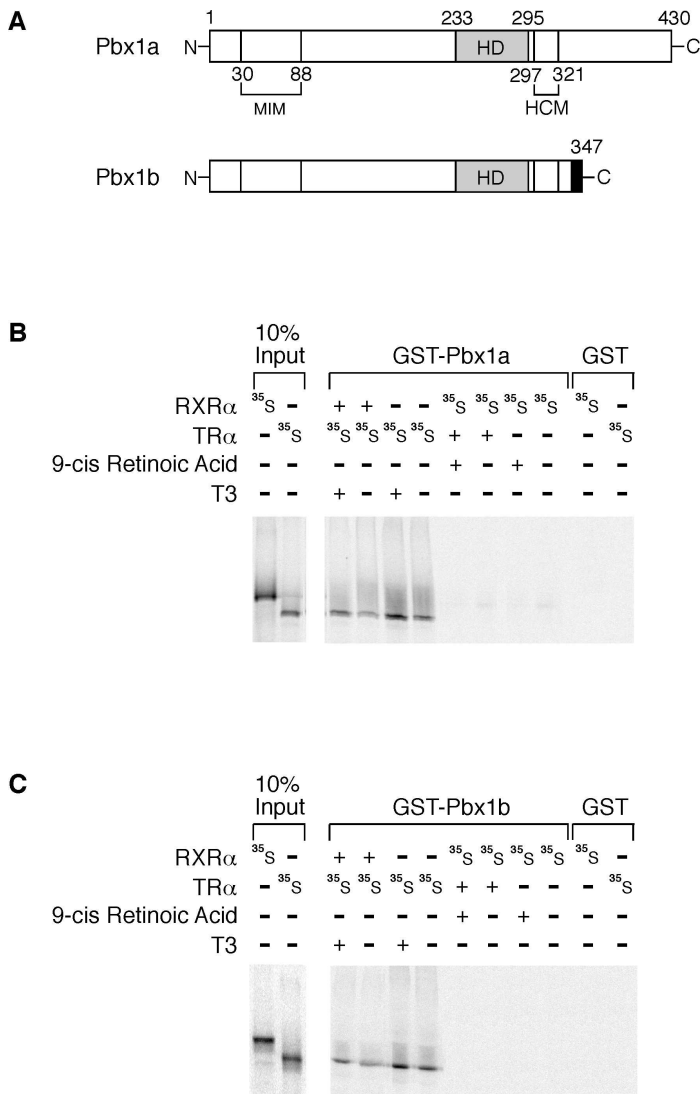 A
1 233 295 430
Pbx1a N HD C
30 88 297 321
MIM HCM
347
Pbx1b N HD C
B
10%
Input GST-Pbx1a GST
RXRα ³⁵S – + + – – ³⁵S ³⁵S ³⁵S ³⁵S ³⁵S –
TRα – ³⁵S ³⁵S ³⁵S ³⁵S ³⁵S + + – – – ³⁵S
9-cis Retinoic Acid – – – – – – + – + – – –
T3 – – + – + – – – – – – –
C
10%
Input GST-Pbx1b GST
RXRα ³⁵S – + + – – ³⁵S ³⁵S ³⁵S ³⁵S ³⁵S –
TRα – ³⁵S ³⁵S ³⁵S ³⁵S ³⁵S + + – – – ³⁵S
9-cis Retinoic Acid – – – – – – + – + – – –
T3 – – + – + – – – – – – –